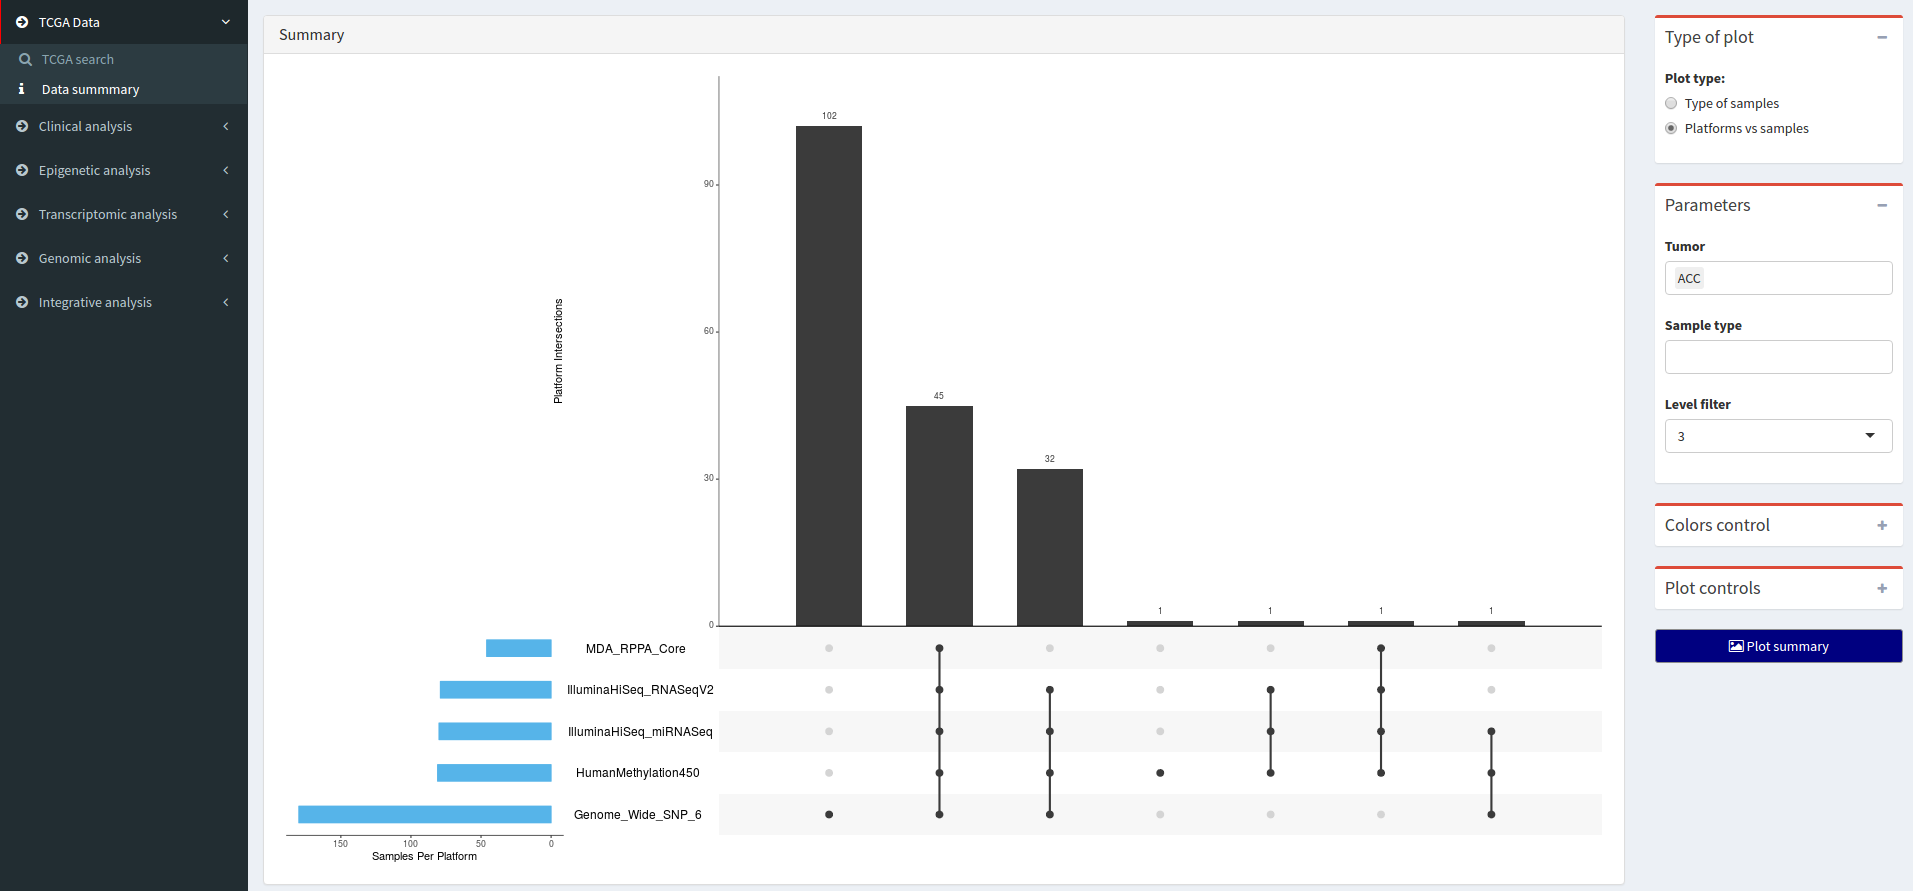 TCGA Data
TCGA search
Data summmary
Clinical analysis
Epigenetic analysis
Transcriptomic analysis
Genomic analysis
Integrative analysis
Summary
Platform Intersections
102
90
60
45
32
30
1
1
1
1
0
MDA_RPPA_Core
IlluminaHiSeq_RNASeqV2
IlluminaHiSeq_miRNASeq
HumanMethylation450
Genome_Wide_SNP_6
150 100 50 0
Samples Per Platform
Type of plot
Plot type:
Type of samples
Platforms vs samples
Parameters
Tumor
ACC
Sample type
Level filter
3
Colors control
Plot controls
Plot summary